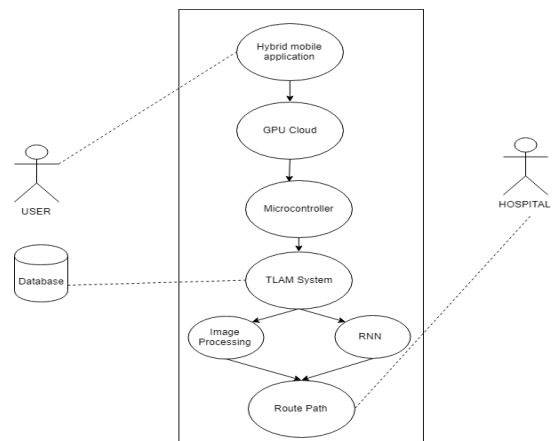 Hybrid mobile
application
GPU Cloud
USER
HOSPITAL
Microcontroller
Database
TLAM System
Image
Processing
RNN
Route Path